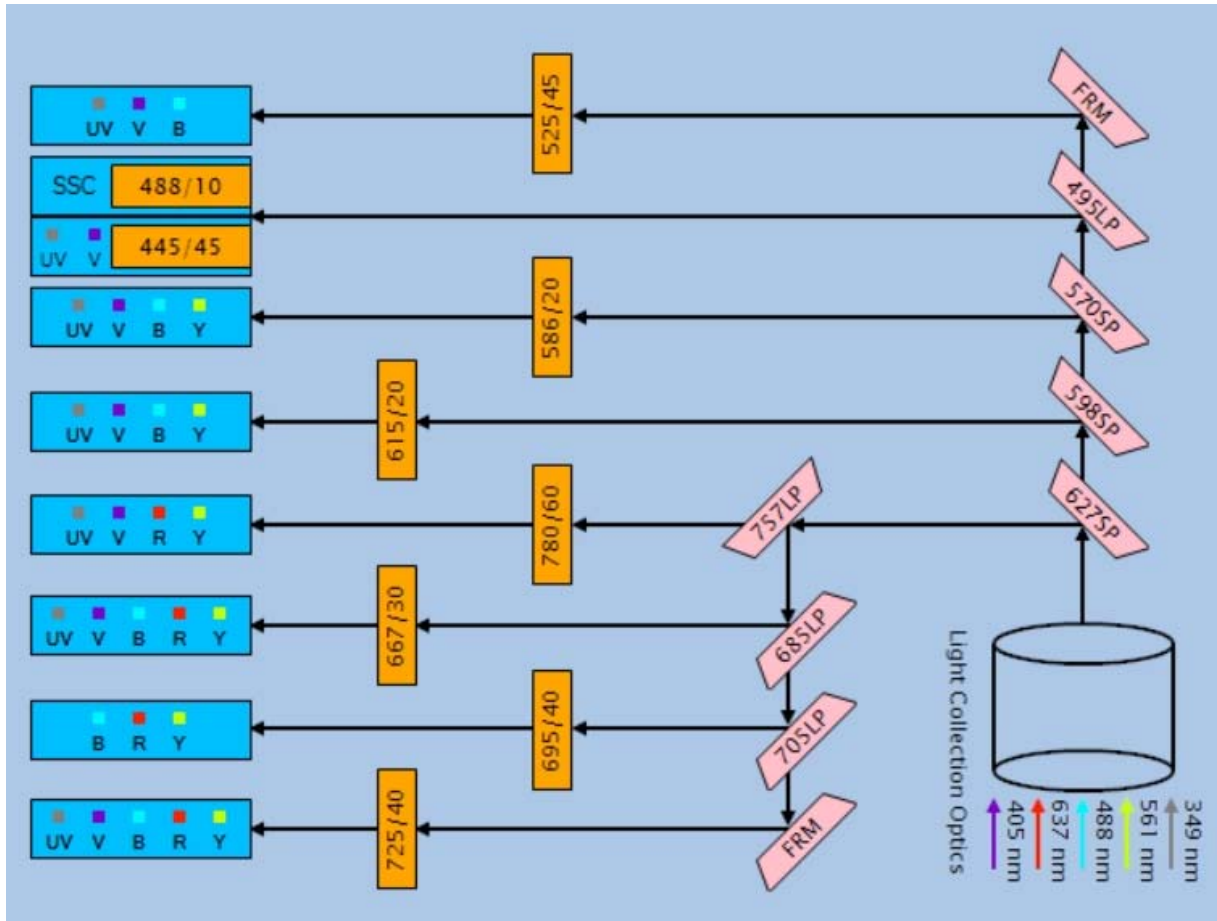 525/45
FRM
UV V B
SSC 488/10
495LP
UV V 445/45
586/20
570SP
UV V B Y
615/20
598SP
UV V B Y
780/60
757LP
627SP
UV V R Y
667/30
685LP
UV V B R Y
695/40
705LP
B R Y
725/40
FRM
UV V B R Y
Light Collection Optics
405 nm
637 nm
488 nm
561 nm
349 nm